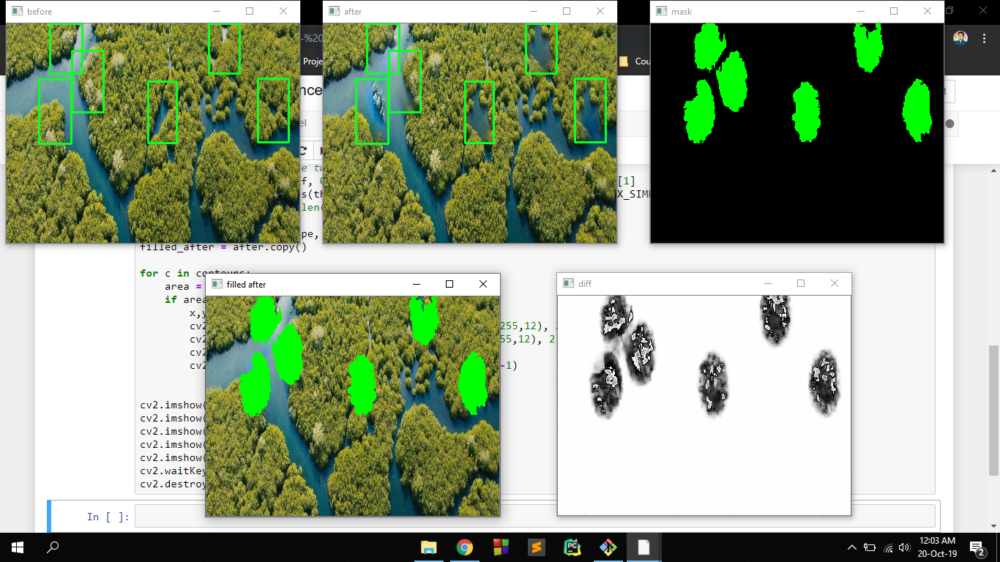 before
after
mask
-%20
Proje
Cou
nce
t
el
e tw
f, 0
[1]
s(th
X_SIM
len(
pe,
filled_after = after.copy()
for c in contours:
filled after
diff
area =
if area
x,y
cv2
255,12), 2
cv2
55,12), 2
cv2
cv2
-1)
cv2.imshow(
cv2.imshow(
cv2.imshow(
cv2.imshow(
cv2.imshow(
cv2.waitKey
cv2.destroy
In [ ]:
PC
12:03 AM
20-Oct-19
2